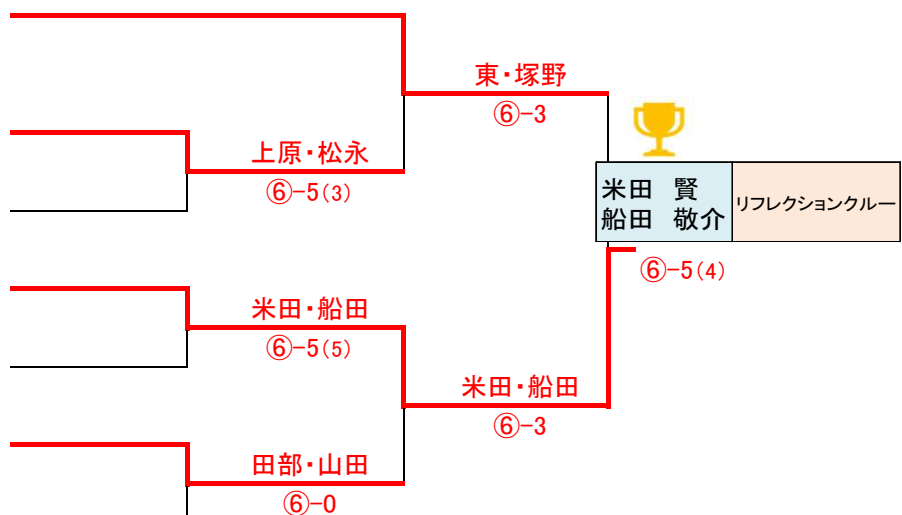 東・塚野
⑥-3
上原・松永
⑥-5(3)
米田　賢
船田　敬介
リフレクションクルー
⑥-5(4)
米田・船田
⑥-5(5)
米田・船田
⑥-3
田部・山田
⑥-0